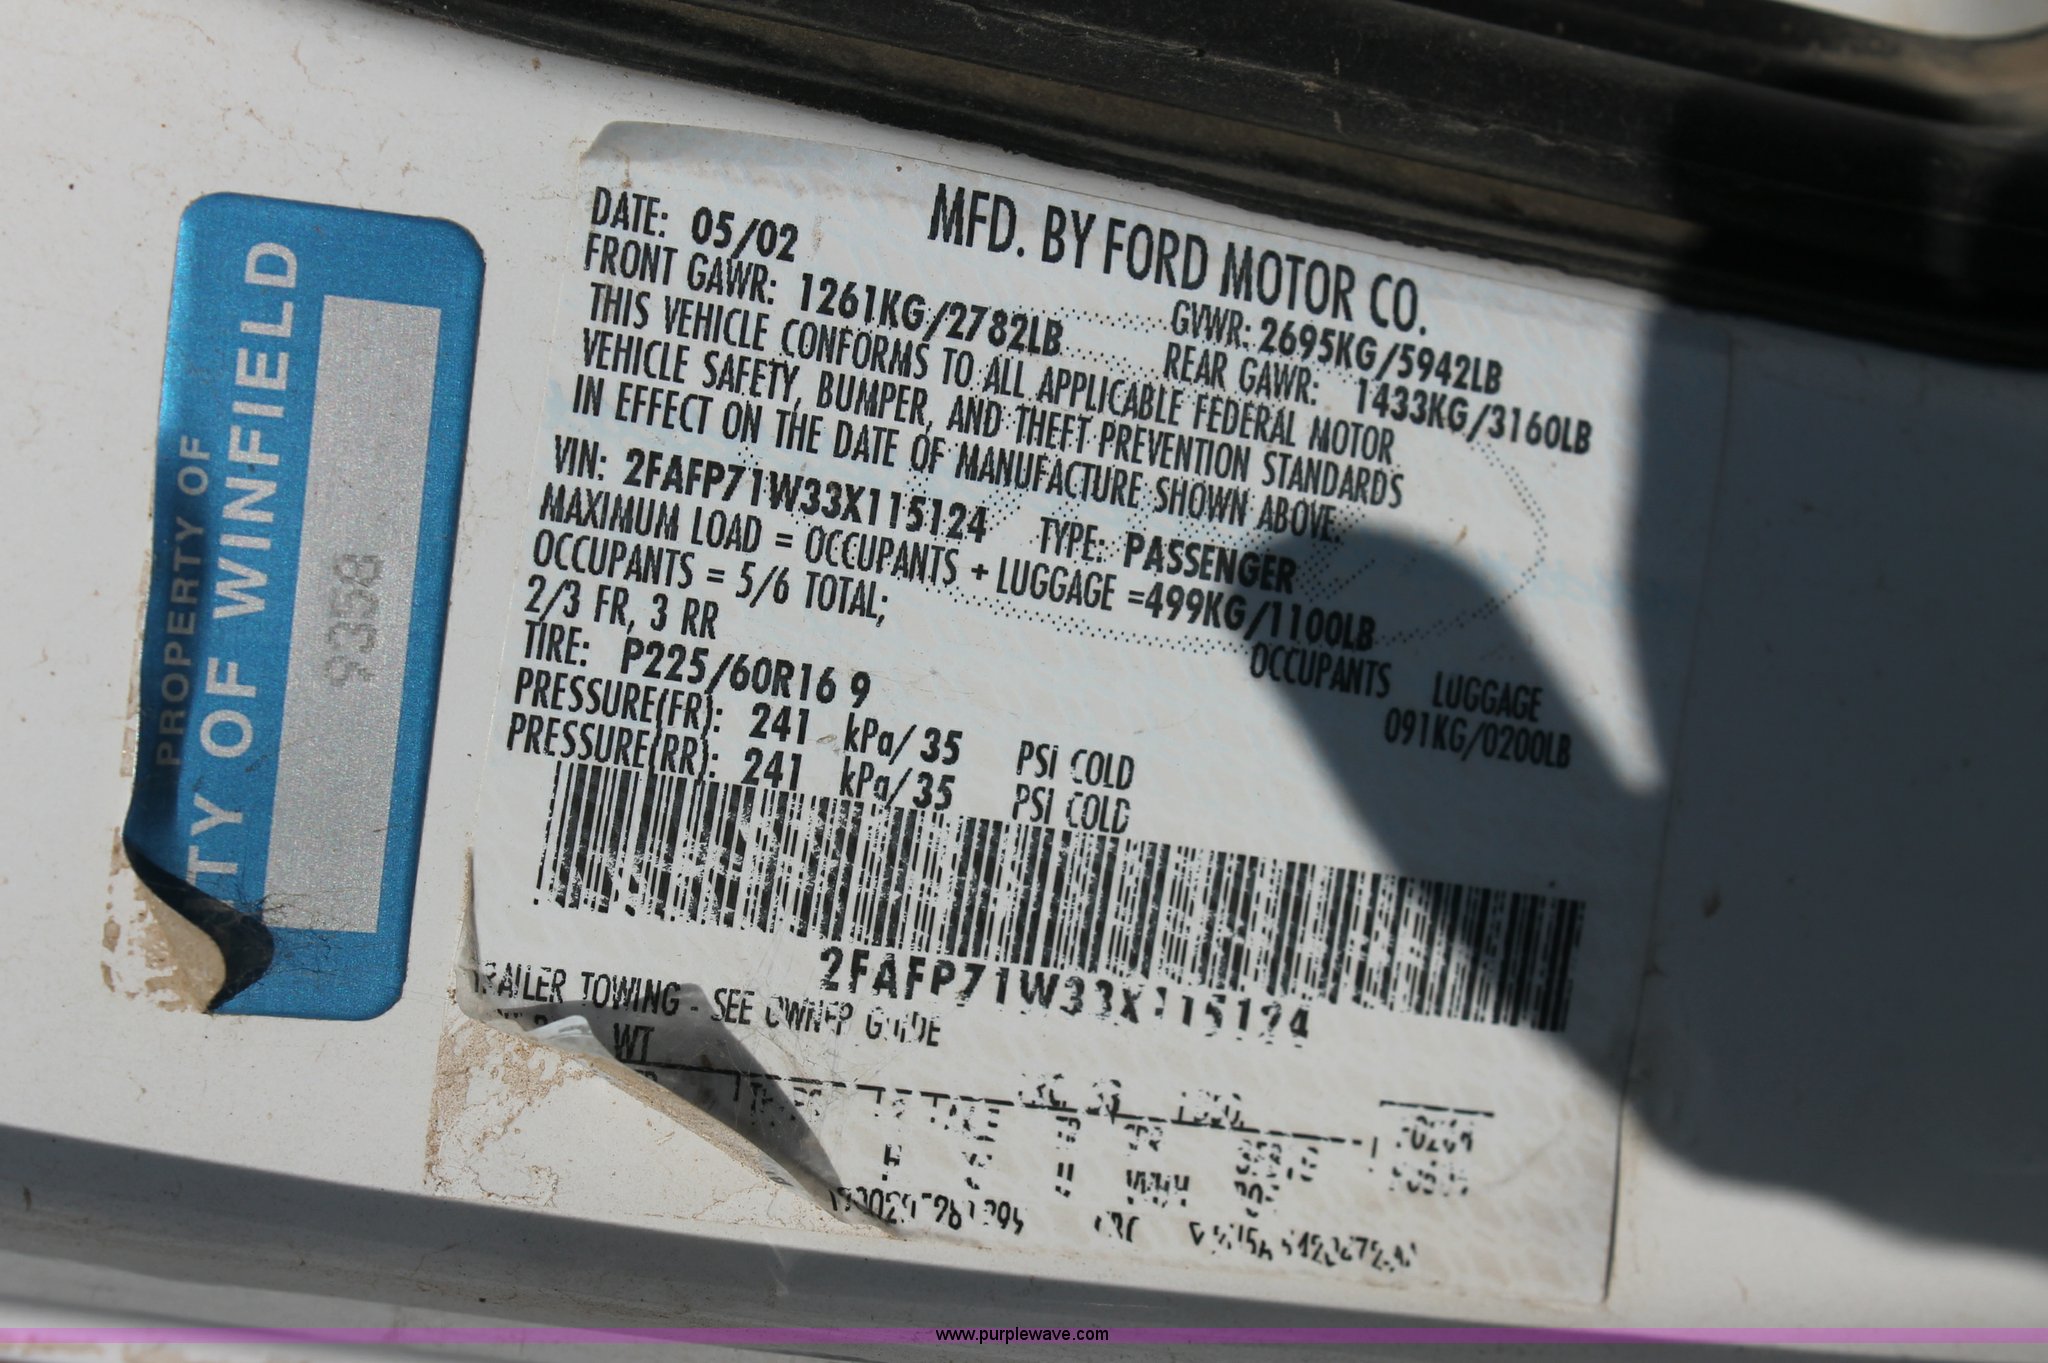 PROPERTY OF
CITY OF WINFIELD
9358
MFD. BY FORD MOTOR CO.
DATE: 05/02 GVWR: 2695KG/5942LB
FRONT GAWR: 1261KG/2782LB REAR GAWR: 1433KG/3160LB
THIS VEHICLE CONFORMS TO ALL APPLICABLE FEDERAL MOTOR
VEHICLE SAFETY, BUMPER, AND THEFT PREVENTION STANDARDS
IN EFFECT ON THE DATE OF MANUFACTURE SHOWN ABOVE.
VIN: 2FAFP71W33X115124 TYPE: PASSENGER
MAXIMUM LOAD = OCCUPANTS + LUGGAGE =499KG/1100LB
OCCUPANTS = 5/6 TOTAL; OCCUPANTS LUGGAGE
2/3 FR, 3 RR 091KG/0200LB
TIRE: P225/60R16 9
PRESSURE(FR): 241 kPa/35 PSI COLD
PRESSURE(RR): 241 kPa/35 PSI COLD
2FAFP71W33X115124
TRAILER TOWING - SEE OWNER GUIDE
WT
www.purplewave.com